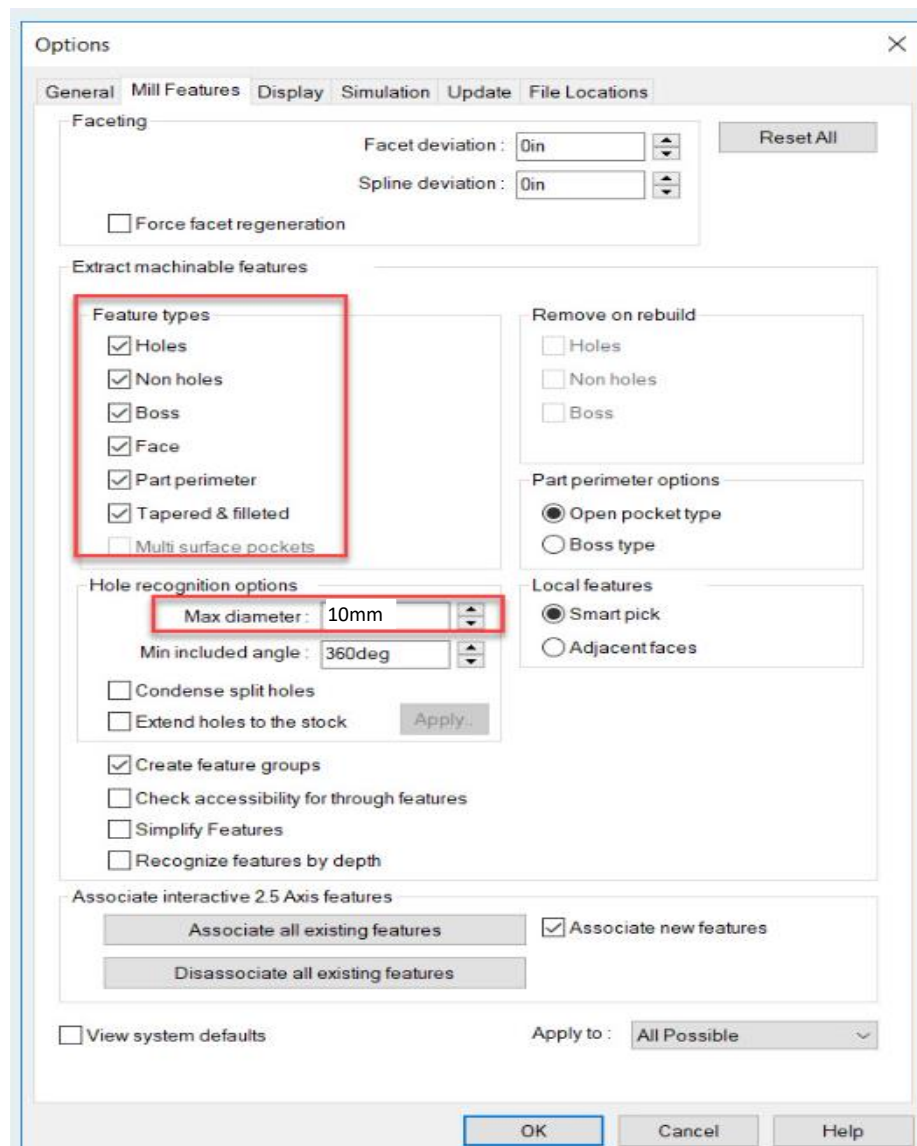 Options
General Mill Features Display Simulation Update File Locations
Faceting
Facet deviation : 0in
Reset All
Spline deviation : 0in
Force facet regeneration
Extract machinable features
Feature types
Holes
Non holes
Boss
Face
Part perimeter
Tapered & filleted
Multi surface pockets
Remove on rebuild
Holes
Non holes
Boss
Part perimeter options
Open pocket type
Boss type
Hole recognition options
Max diameter : 10mm
Min included angle : 360deg
Condense split holes
Extend holes to the stock Apply..
Local features
Smart pick
Adjacent faces
Create feature groups
Check accessibility for through features
Simplify Features
Recognize features by depth
Associate interactive 2.5 Axis features
Associate all existing features
Associate new features
Disassociate all existing features
View system defaults
Apply to : All Possible
OK Cancel Help